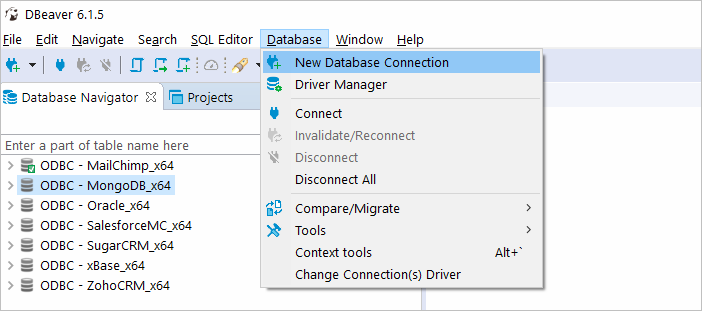 DBeaver 6.1.5
File Edit Navigate Search SQL Editor Database Window Help
Database Navigator Projects
Enter a part of table name here
ODBC - MailChimp_x64
ODBC - MongoDB_x64
ODBC - Oracle_x64
ODBC - SalesforceMC_x64
ODBC - SugarCRM_x64
ODBC - xBase_x64
ODBC - ZohoCRM_x64
New Database Connection
Driver Manager
Connect
Invalidate/Reconnect
Disconnect
Disconnect All
Compare/Migrate
Tools
Context tools Alt+`
Change Connection(s) Driver